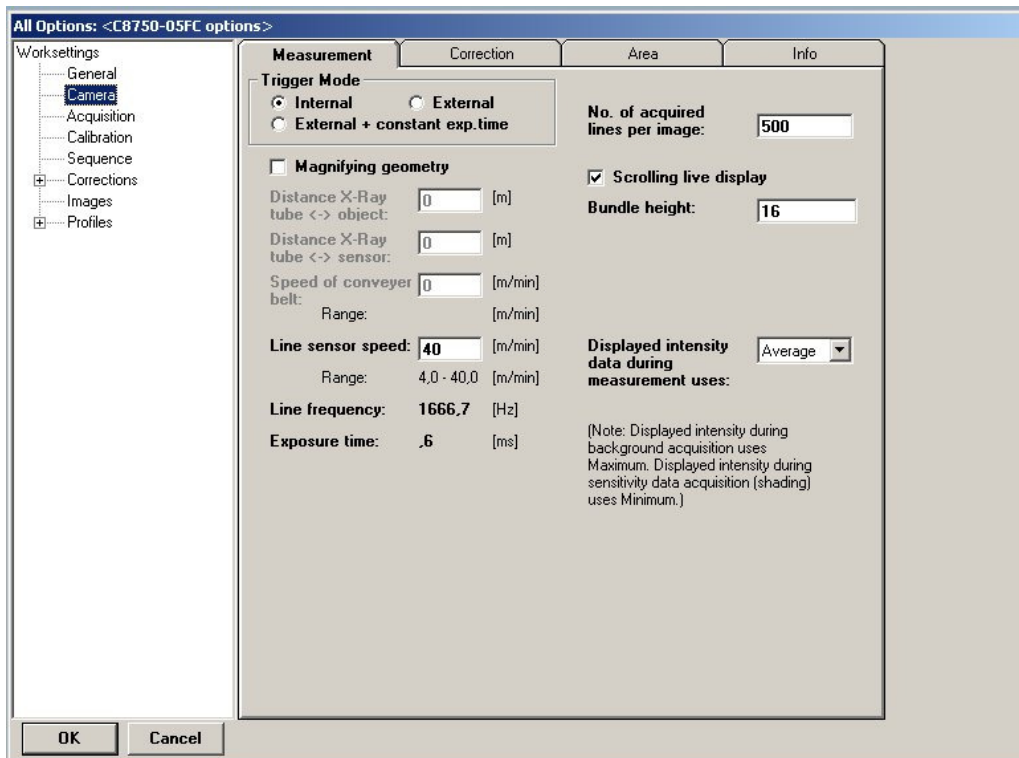 All Options: <C8750-05FC options>
Worksettings
General
Camera
Acquisition
Calibration
Sequence
Corrections
Images
Profiles
Measurement
Correction
Area
Info
Trigger Mode
Internal
External
External + constant exp.time
Magnifying geometry
Distance X-Ray
tube <-> object:
0
[m]
Distance X-Ray
tube <-> sensor:
0
[m]
Speed of conveyer
belt:
0
[m/min]
Range:
[m/min]
Line sensor speed:
40
[m/min]
Range:
4,0 - 40,0
[m/min]
Line frequency:
1666,7
[Hz]
Exposure time:
,6
[ms]
No. of acquired
lines per image:
500
Scrolling live display
Bundle height:
16
Displayed intensity
data during
measurement uses:
Average
(Note: Displayed intensity during
background acquisition uses
Maximum. Displayed intensity during
sensitivity data acquisition (shading)
uses Minimum.)
OK
Cancel